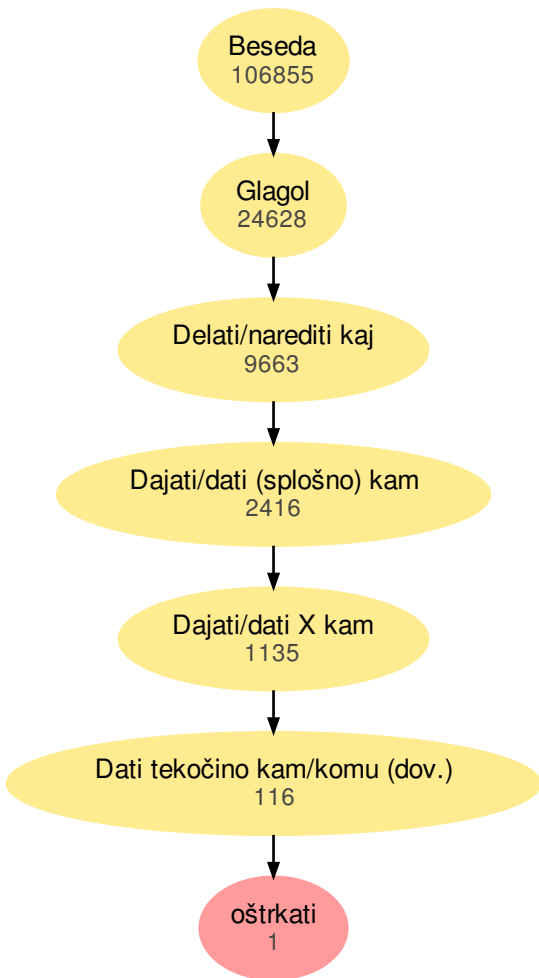 Beseda
106855
Glagol
24628
Delati/narediti kaj
9663
Dajati/dati (splošno) kam
2416
Dajati/dati X kam
1135
Dati tekočino kam/komu (dov.)
116
oštrkati
1